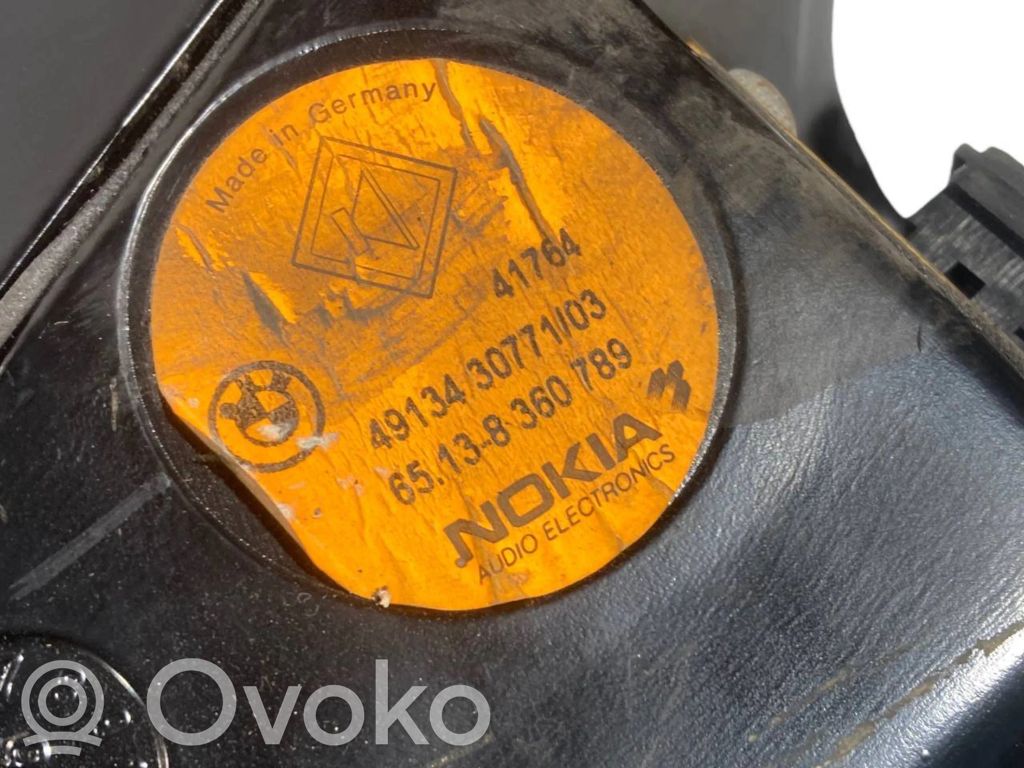 Made in Germany
41764
49134/30771/03
65.13-8 360 789
NOKIA
AUDIO ELECTRONICS
R Ovoko